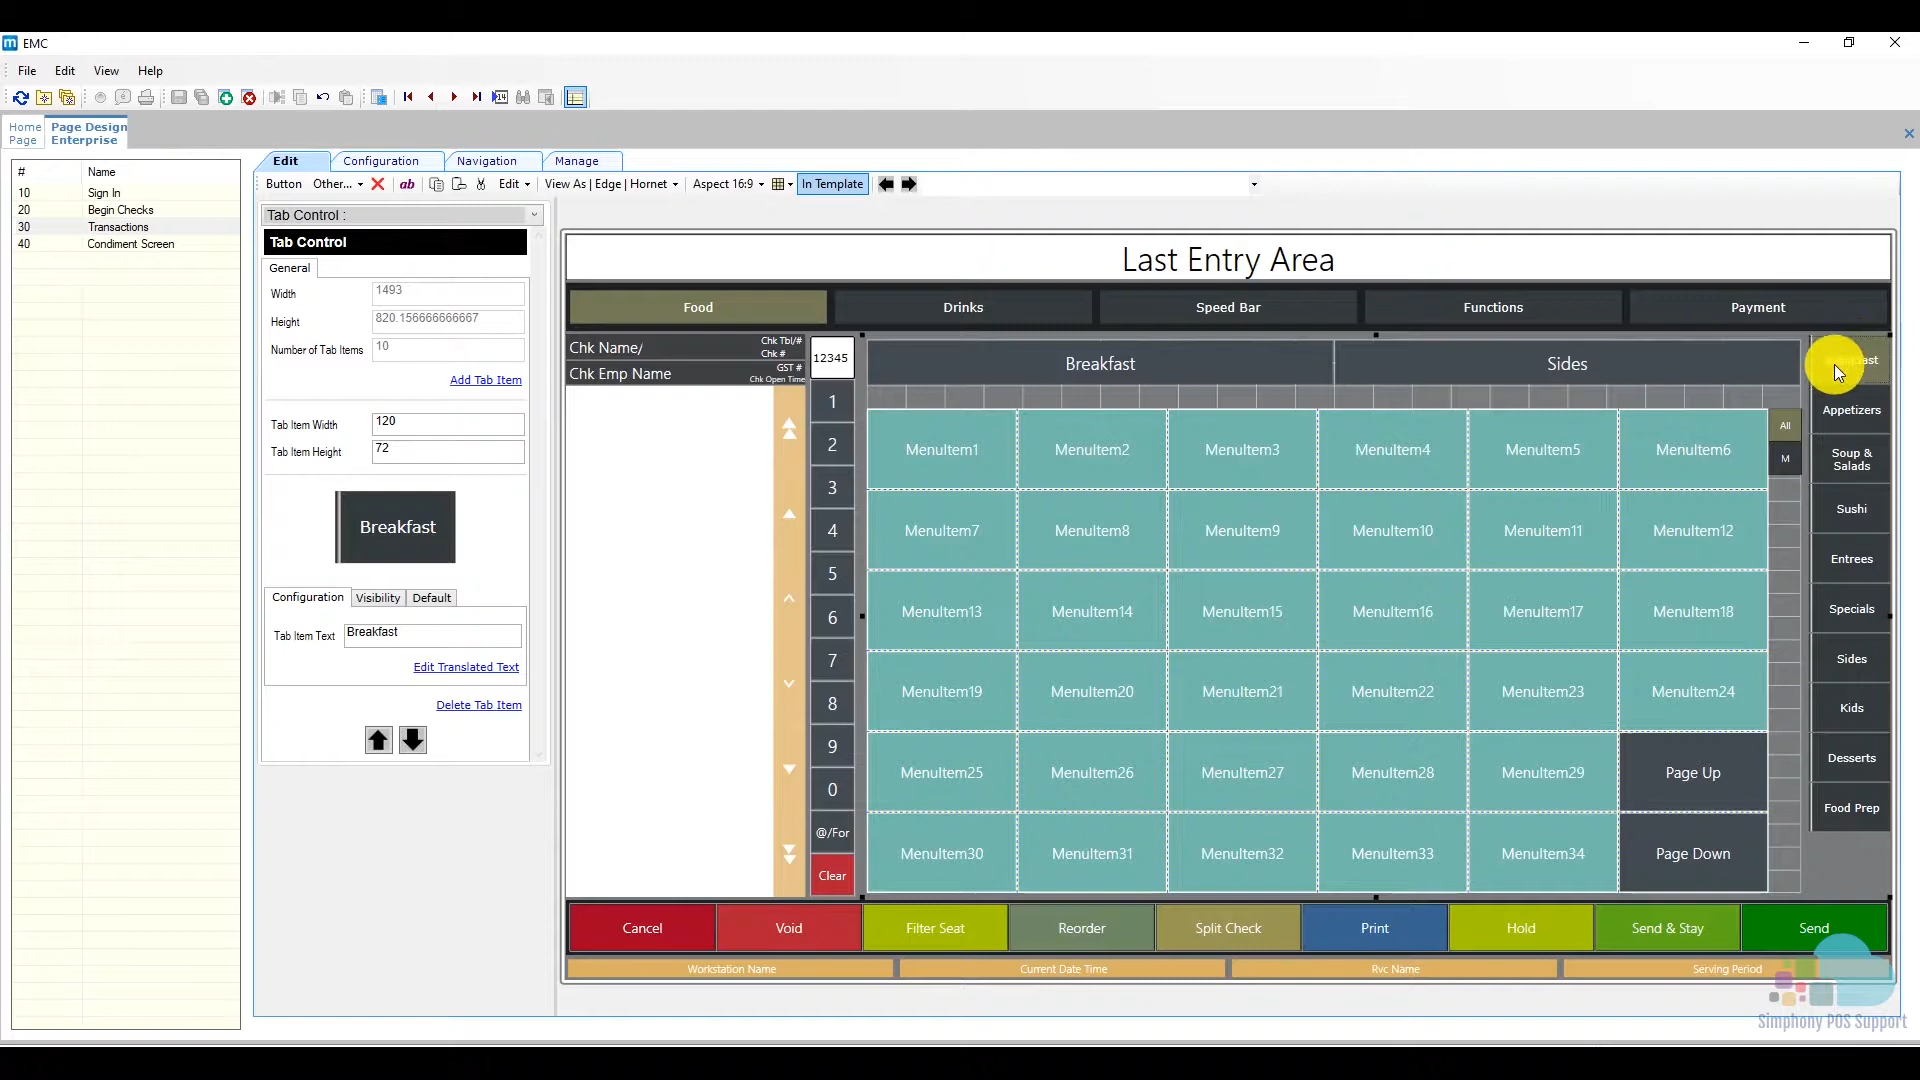 EMC
File Edit View Help
Home Page
Page Design Enterprise
# Name
10 Sign In
20 Begin Checks
30 Transactions
40 Condiment Screen
Edit Configuration Navigation Manage
Button Other... ab Edit View As | Edge | Hornet Aspect 16:9 In Template
Tab Control :
Tab Control
General
Width 1493
Height 820.156666666667
Number of Tab Items 10
Add Tab Item
Tab Item Width 120
Tab Item Height 72
Breakfast
Configuration Visibility Default
Tab Item Text Breakfast
Edit Translated Text
Delete Tab Item
Last Entry Area
Food Drinks Speed Bar Functions Payment
Chk Name/ Chk Tbl/#
Chk #
Chk Emp Name GST #
Chk Open Time
12345
1
2
3
4
5
6
7
8
9
0
@/For
Clear
Breakfast Sides
MenuItem1 MenuItem2 MenuItem3 MenuItem4 MenuItem5 MenuItem6
MenuItem7 MenuItem8 MenuItem9 MenuItem10 MenuItem11 MenuItem12
MenuItem13 MenuItem14 MenuItem15 MenuItem16 MenuItem17 MenuItem18
MenuItem19 MenuItem20 MenuItem21 MenuItem22 MenuItem23 MenuItem24
MenuItem25 MenuItem26 MenuItem27 MenuItem28 MenuItem29 Page Up
MenuItem30 MenuItem31 MenuItem32 MenuItem33 MenuItem34 Page Down
All
M
Appetizers
Soup &
Salads
Sushi
Entrees
Specials
Sides
Kids
Desserts
Food Prep
Cancel Void Filter Seat Reorder Split Check Print Hold Send & Stay Send
Workstation Name Current Date Time Rvc Name Serving Period
Simphony POS Support